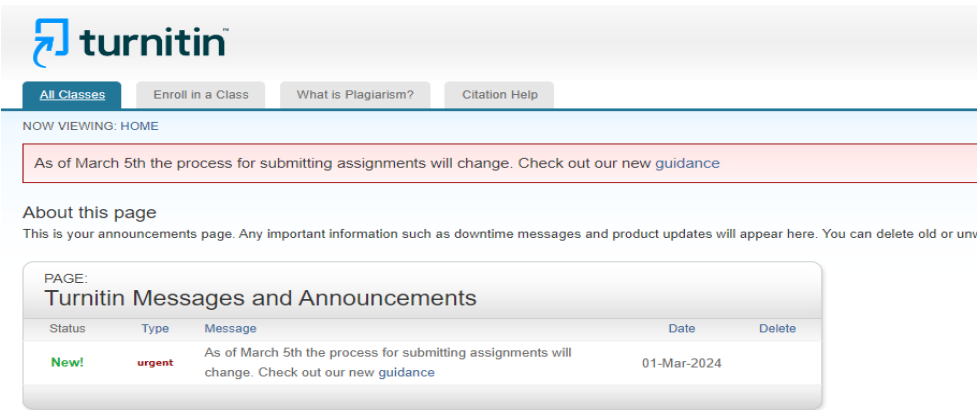 turnitin™
All Classes Enroll in a Class What is Plagiarism? Citation Help
NOW VIEWING: HOME
As of March 5th the process for submitting assignments will change. Check out our new guidance
About this page
This is your announcements page. Any important information such as downtime messages and product updates will appear here. You can delete old or
PAGE:
Turnitin Messages and Announcements
Status Type Message Date Delete
New! urgent As of March 5th the process for submitting assignments will 01-Mar-2024
change. Check out our new guidance